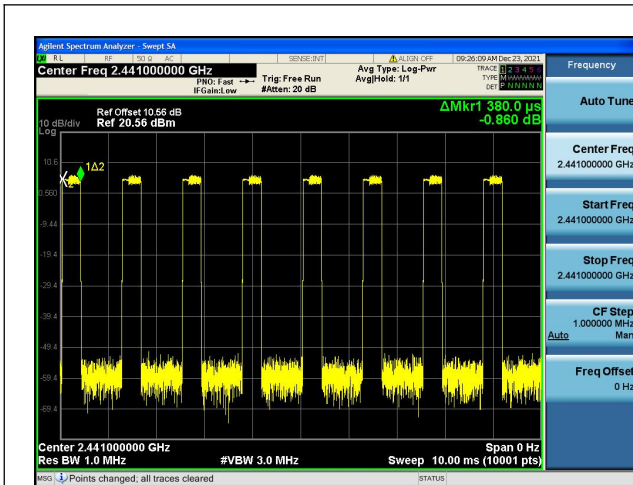 Agilent Spectrum Analyzer - Swept SA
RL RF 50 Ω AC SENSE:INT ALIGN OFF 09:26:09 AM Dec 23, 2021
Center Freq 2.441000000 GHz
PNO: Fast
IFGain:Low
Trig: Free Run
#Atten: 20 dB
Avg Type: Log-Pwr
Avg|Hold: 1/1
TRACE 1 2 3 4 5 6
TYPE M
DET P N N N N N
ΔMkr1 380.0 µs
-0.860 dB
Ref Offset 10.56 dB
Ref 20.56 dBm
10 dB/div
Log
10.6
0.560
-9.44
-19.4
-29.4
-39.4
-49.4
-59.4
-69.4
1Δ2
Center 2.441000000 GHz
Res BW 1.0 MHz
#VBW 3.0 MHz
Span 0 Hz
Sweep 10.00 ms (10001 pts)
MSG Points changed; all traces cleared
STATUS
Frequency
Auto Tune
Center Freq
2.441000000 GHz
Start Freq
2.441000000 GHz
Stop Freq
2.441000000 GHz
CF Step
1.000000 MHz
Auto Man
Freq Offset
0 Hz